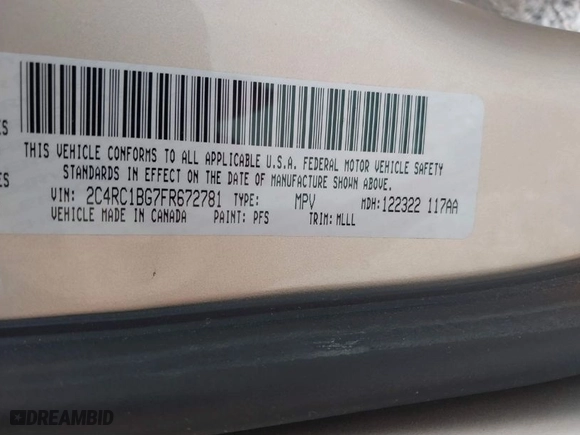 THIS VEHICLE CONFORMS TO ALL APPLICABLE U.S.A. FEDERAL MOTOR VEHICLE SAFETY
STANDARDS IN EFFECT ON THE DATE OF MANUFACTURE SHOWN ABOVE.
VIN: 2C4RC1BG7FR672781 TYPE: MPV MDH: 122322 117AA
VEHICLE MADE IN CANADA PAINT: PFS TRIM: MLLL
DREAMBID